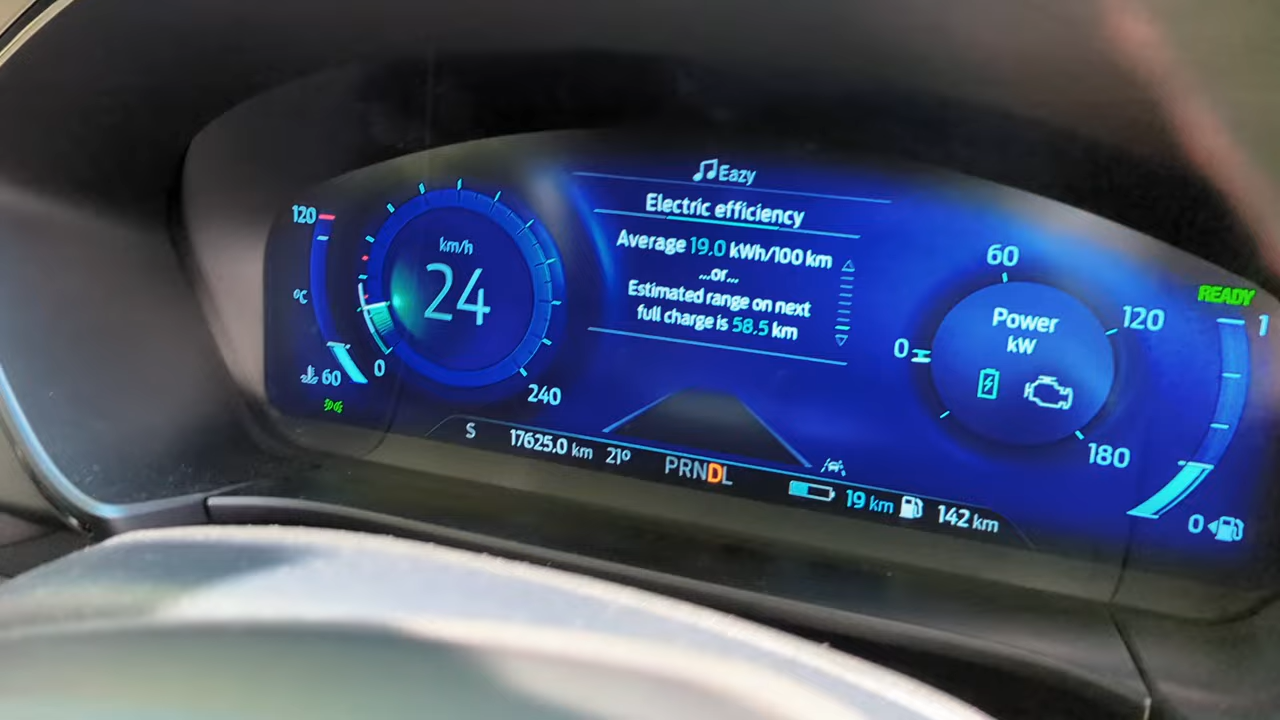 Eazy
Electric efficiency
Average 19.0 kWh/100 km
...or...
Estimated range on next
full charge is 58.5 km
120
°C
60
km/h
24
0
240
60
0
120
180
Power
kW
READY
1
0
S
17625.0 km
21°
PRNDL
19 km
142 km